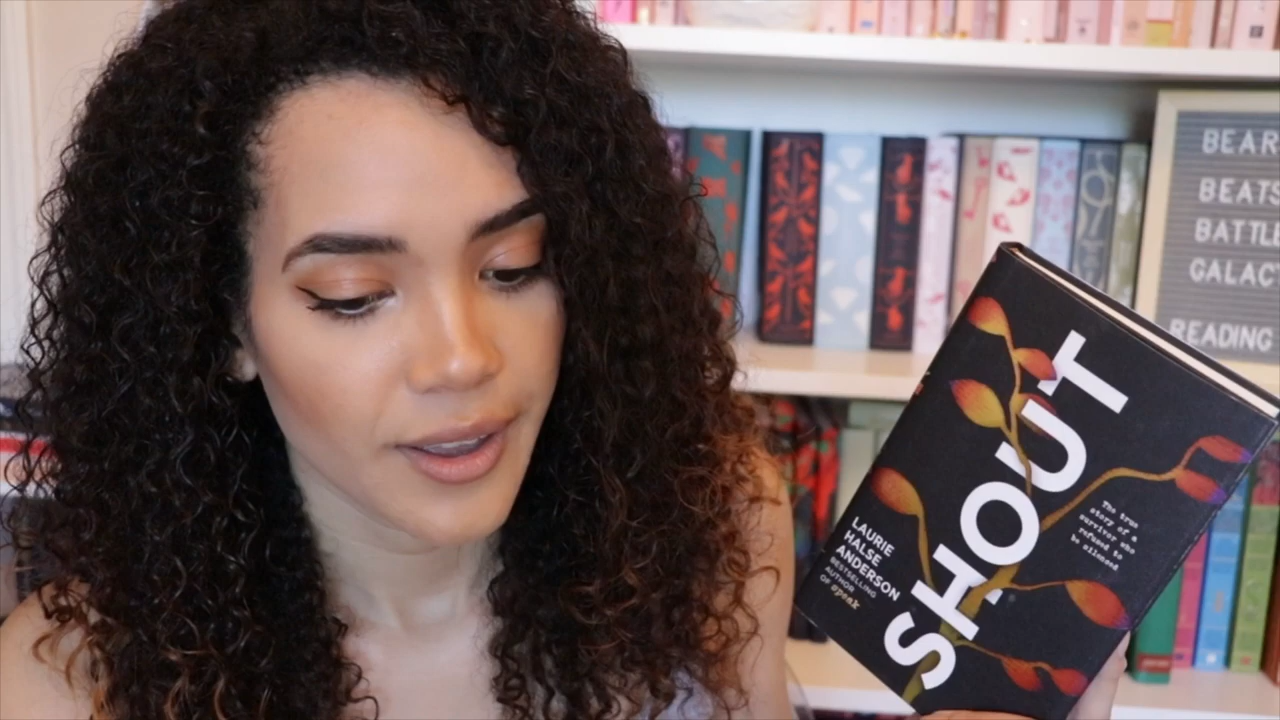 BEAR
BEATS
BATTLE
GALAC
READING
SHOUT
The true
story of a
survivor who
refused to
be silenced
LAURIE
HALSE
ANDERSON
BESTSELLING
AUTHOR
OF speak